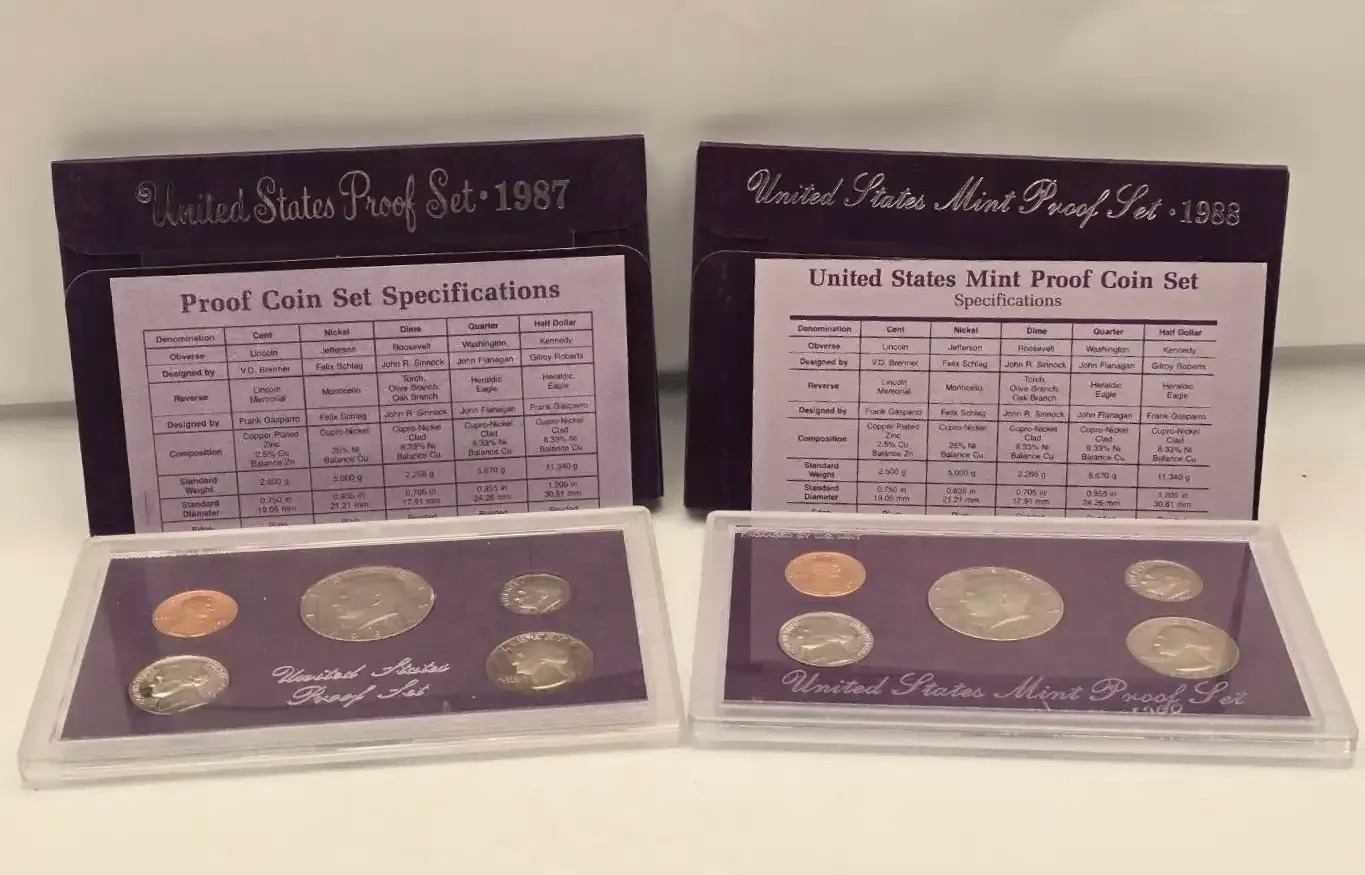 United States Proof Set · 1987
Proof Coin Set Specifications
Denomination Cent Nickel Dime Quarter Half Dollar
Obverse Lincoln Jefferson Roosevelt Washington Kennedy
Designed by V.D. Brenner Felix Schlag John R. Sinnock John Flanagan Gilroy Roberts
Reverse Lincoln Memorial Monticello Torch, Olive Branch, Oak Branch Heraldic Eagle Heraldic Eagle
Designed by Frank Gasparro Felix Schlag John R. Sinnock John Flanagan Frank Gasparro
Composition Copper Plated Zinc 2.5% Cu Balance Zn Cupro-Nickel 25% Ni Balance Cu Cupro-Nickel Clad 8.33% Ni Balance Cu Cupro-Nickel Clad 8.33% Ni Balance Cu Cupro-Nickel Clad 8.33% Ni Balance Cu
Standard Weight 2.500 g 5.000 g 2.268 g 5.670 g 11.340 g
Standard Diameter 0.750 in 19.05 mm 0.835 in 21.21 mm 0.705 in 17.91 mm 0.955 in 24.26 mm 1.205 in 30.61 mm
United States
Proof Set
United States Mint Proof Set · 1988
United States Mint Proof Coin Set
Specifications
Denomination Cent Nickel Dime Quarter Half Dollar
Obverse Lincoln Jefferson Roosevelt Washington Kennedy
Designed by V.D. Brenner Felix Schlag John R. Sinnock John Flanagan Gilroy Roberts
Reverse Lincoln Memorial Monticello Torch, Olive Branch, Oak Branch Heraldic Eagle Heraldic Eagle
Designed by Frank Gasparro Felix Schlag John R. Sinnock John Flanagan Frank Gasparro
Composition Copper Plated Zinc 2.5% Cu Balance Zn Cupro-Nickel 25% Ni Balance Cu Cupro-Nickel Clad 8.33% Ni Balance Cu Cupro-Nickel Clad 8.33% Ni Balance Cu Cupro-Nickel Clad 8.33% Ni Balance Cu
Standard Weight 2.500 g 5.000 g 2.268 g 5.670 g 11.340 g
Standard Diameter 0.750 in 19.05 mm 0.835 in 21.21 mm 0.705 in 17.91 mm 0.955 in 24.26 mm 1.205 in 30.61 mm
United States Mint Proof Set